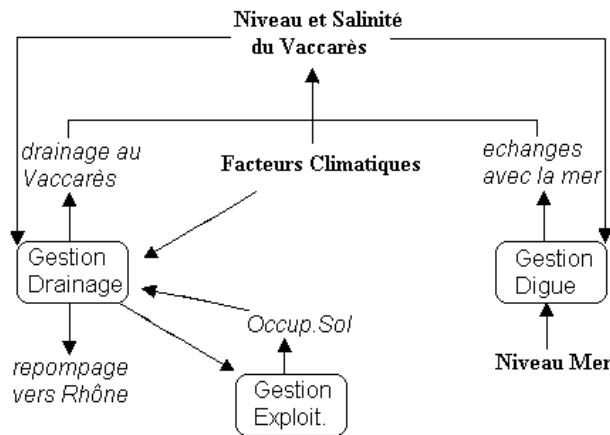 Niveau et Salinité
du Vaccarès
drainage au
Vaccarès
Facteurs Climatiques
echanges
avec la mer
Gestion
Drainage
Gestion
Digue
Occup.Sol
repompage
vers Rhône
Niveau Mer
Gestion
Exploit.